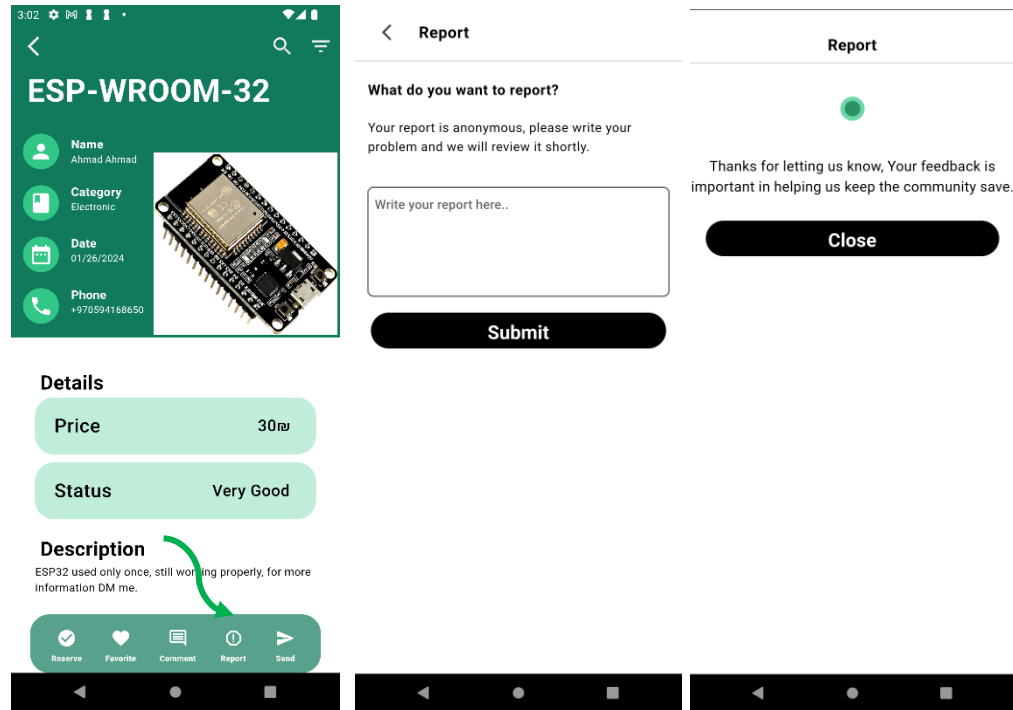 3:02
ESP-WROOM-32
Name
Ahmad Ahmad
Category
Electronic
Date
01/26/2024
Phone
+970594168650
Details
Price 30₪
Status Very Good
Description
ESP32 used only once, still working properly, for more
information DM me.
Reserve Favorite Comment Report Send
Report
What do you want to report?
Your report is anonymous, please write your
problem and we will review it shortly.
Write your report here..
Submit
Report
Thanks for letting us know, Your feedback is
important in helping us keep the community save.
Close